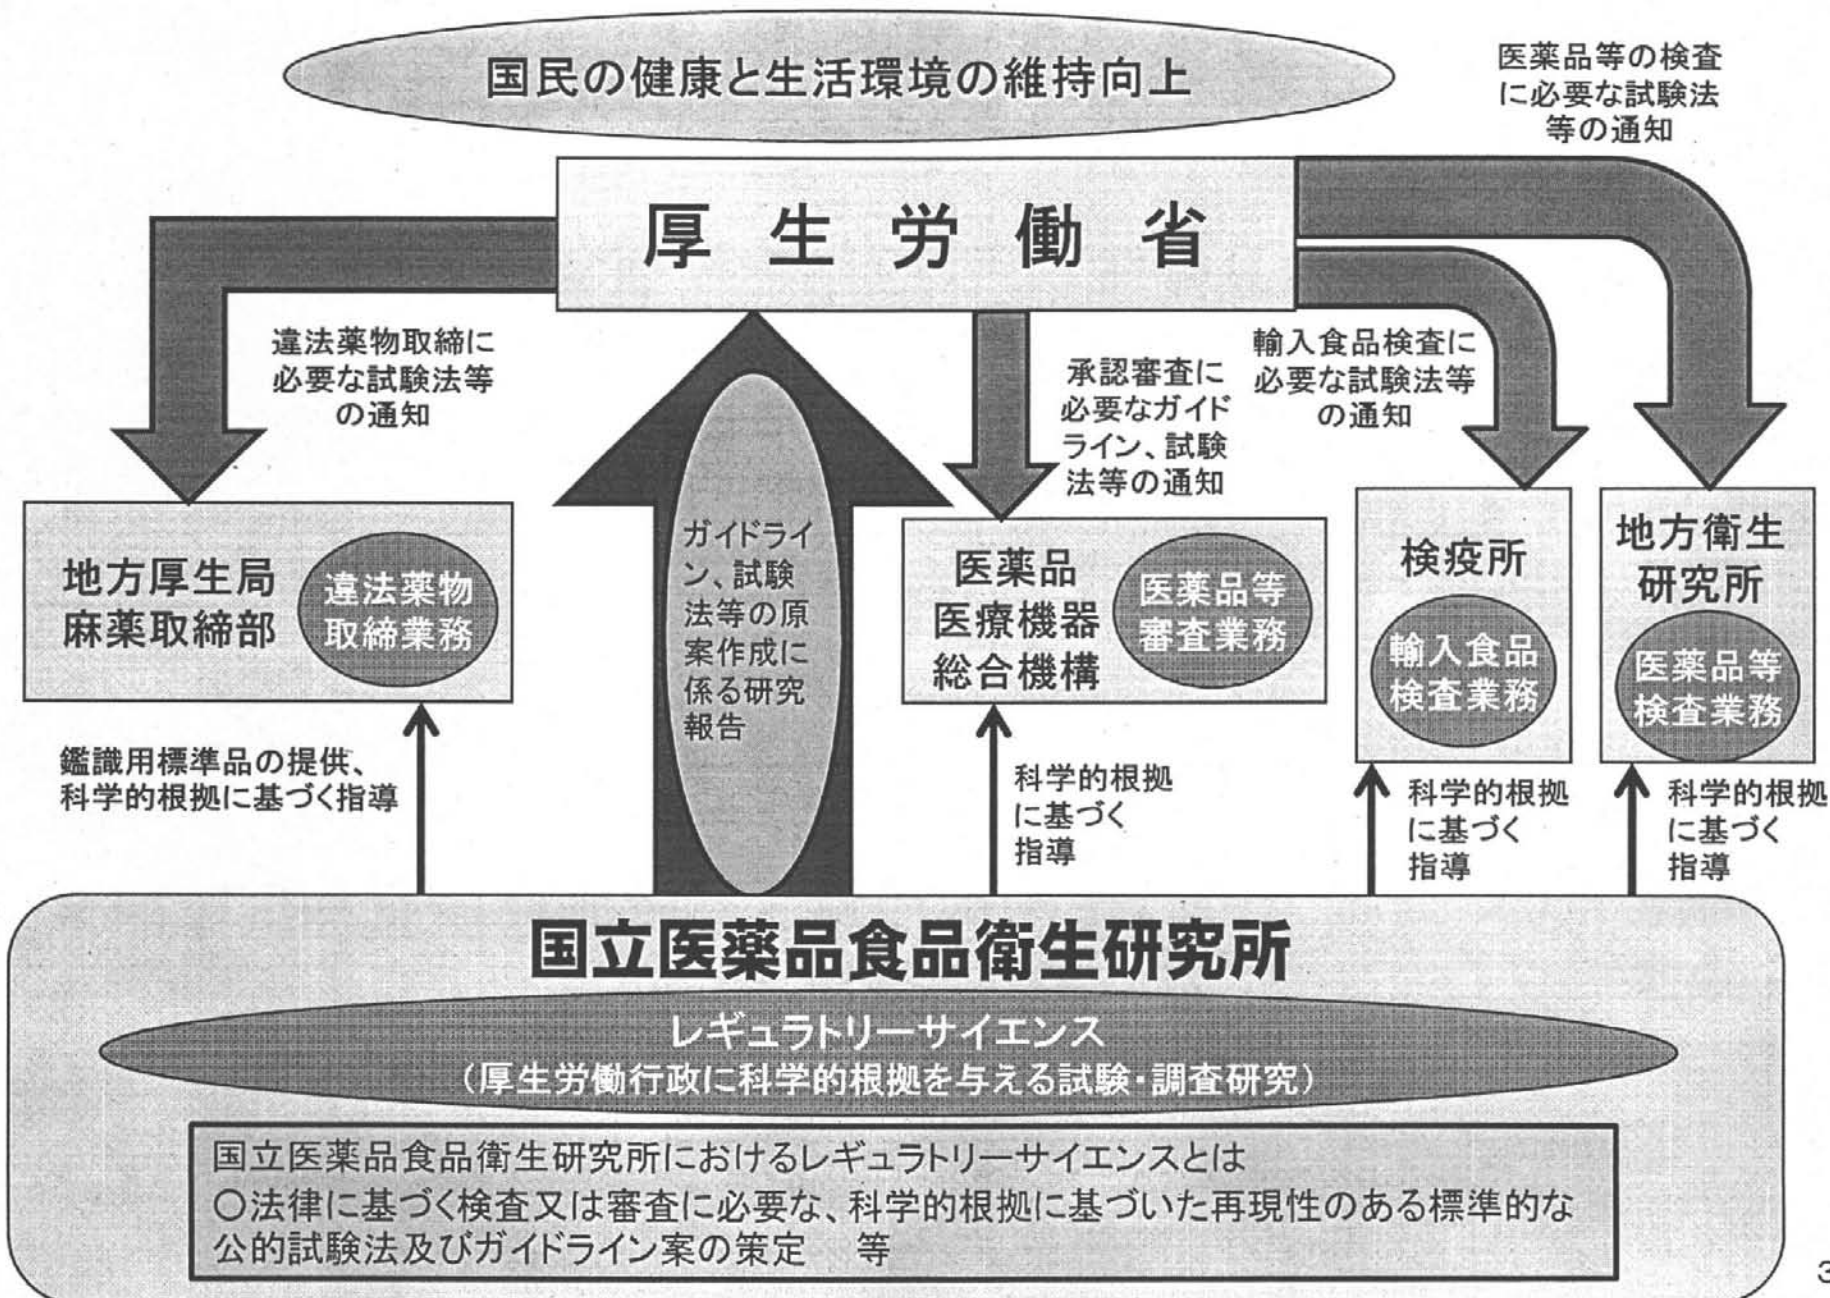 国民の健康と生活環境の維持向上
医薬品等の検査
に必要な試験法
等の通知
厚生労働省
違法薬物取締に
必要な試験法等
の通知
承認審査に
必要なガイド
ライン、試験
法等の通知
輸入食品検査に
必要な試験法等
の通知
地方厚生局
麻薬取締部
違法薬物
取締業務
ガイドライ
ン、試験
法等の原
案作成に
係る研究
報告
医薬品
医療機器
総合機構
医薬品等
審査業務
検疫所
輸入食品
検査業務
地方衛生
研究所
医薬品等
検査業務
鑑識用標準品の提供、
科学的根拠に基づく指導
科学的根拠
に基づく
指導
科学的根拠
に基づく
指導
科学的根拠
に基づく
指導
国立医薬品食品衛生研究所
レギュラトリーサイエンス
（厚生労働行政に科学的根拠を与える試験・調査研究）
国立医薬品食品衛生研究所におけるレギュラトリーサイエンスとは
○法律に基づく検査又は審査に必要な、科学的根拠に基づいた再現性のある標準的な
公的試験法及びガイドライン案の策定　等
3